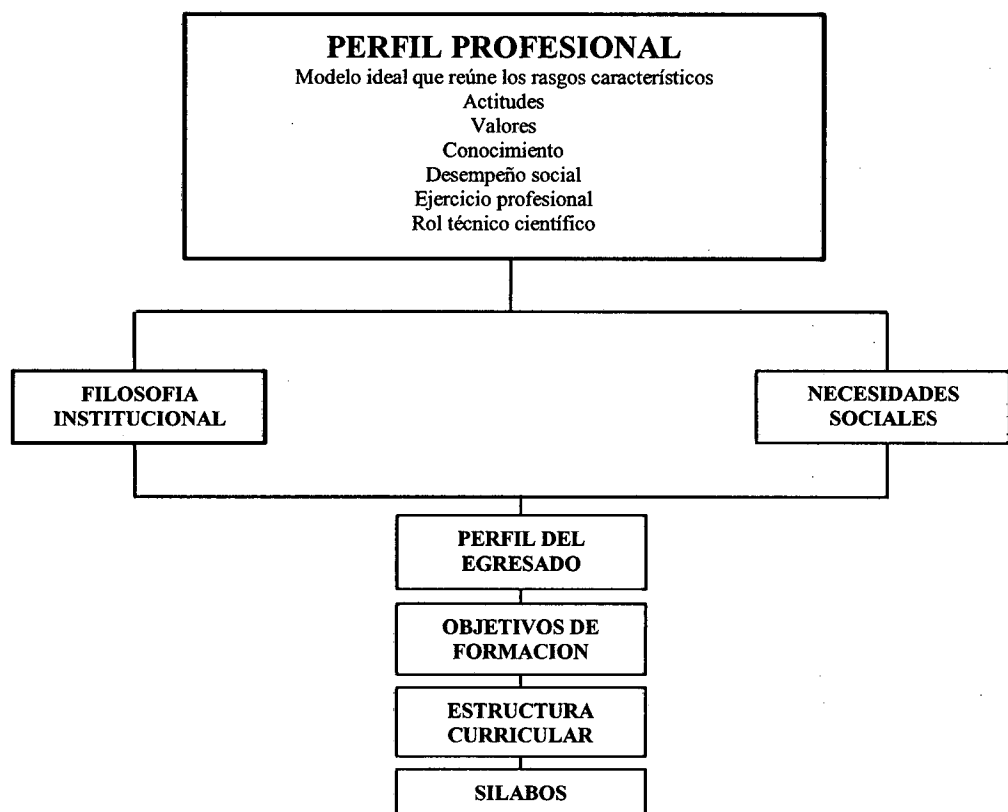 PERFIL PROFESIONAL
Modelo ideal que reúne los rasgos característicos
Actitudes
Valores
Conocimiento
Desempeño social
Ejercicio profesional
Rol técnico científico
FILOSOFIA
INSTITUCIONAL
NECESIDADES
SOCIALES
PERFIL DEL
EGRESADO
OBJETIVOS DE
FORMACION
ESTRUCTURA
CURRICULAR
SILABOS